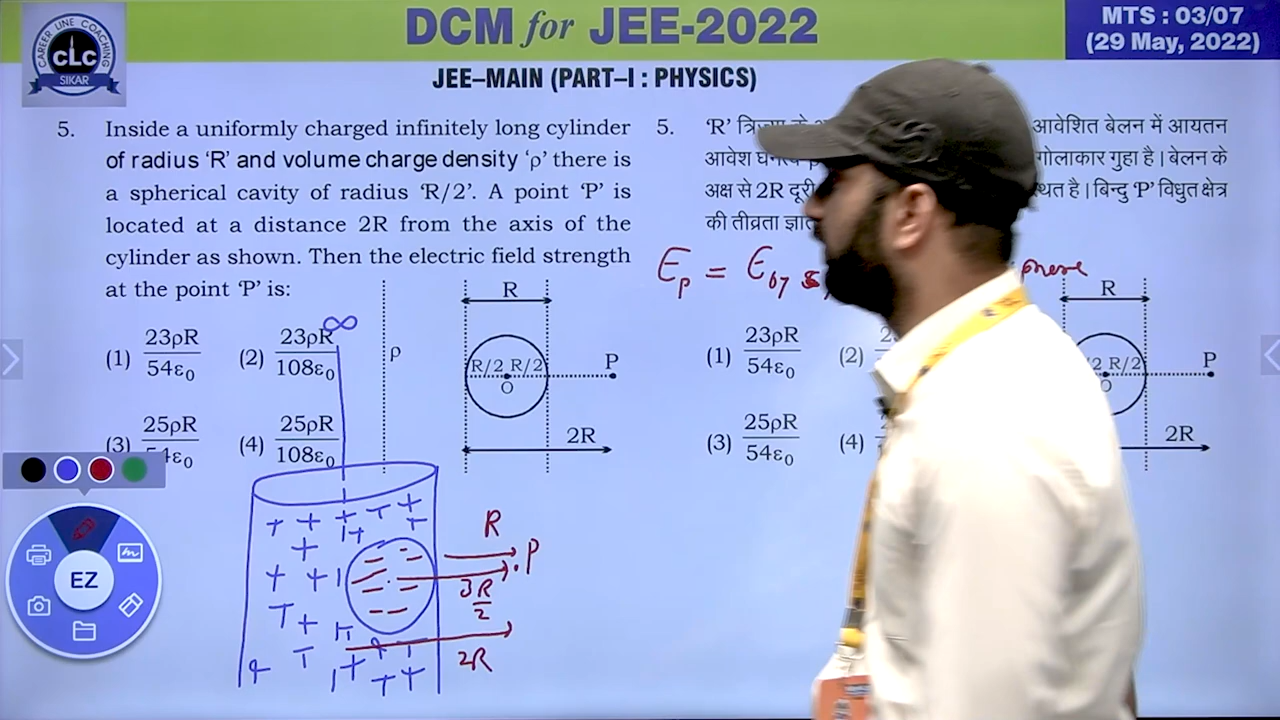 DCM for JEE-2022
MTS : 03/07
(29 May, 2022)
CAREER LINE COACHING
CLC
SIKAR
JEE–MAIN (PART–I : PHYSICS)
5. Inside a uniformly charged infinitely long cylinder
of radius ‘R’ and volume charge density ‘ρ’ there is
a spherical cavity of radius ‘R/2’. A point ‘P’ is
located at a distance 2R from the axis of the
cylinder as shown. Then the electric field strength
at the point ‘P’ is:
(1) 23ρR/54ε₀ (2) 23ρR/108ε₀
(3) 25ρR/54ε₀ (4) 25ρR/108ε₀
ρ
R
R/2 R/2
O
P
2R
∞
R
P
3R/2
2R
EZ
5. ‘R’ आवेशित बेलन में आयतन
आवेश गोलाकार गुहा है। बेलन के
अक्ष से 2R दूरी है। बिन्दु ‘P’ विधुत क्षेत्र
की तीव्रता
Ep = E by
(1) 23ρR/54ε₀ (2)
(3) 25ρR/54ε₀ (4)
R
R/2
O
P
2R